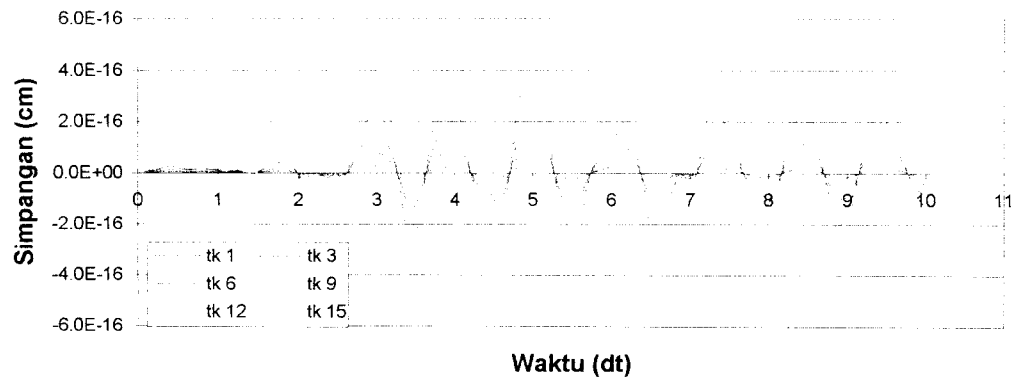 6.0E-16
4.0E-16
2.0E-16
0.0E+00
-2.0E-16
-4.0E-16
-6.0E-16
Simpangan (cm)
0 1 2 3 4 5 6 7 8 9 10 11
tk 1 tk 3
tk 6 tk 9
tk 12 tk 15
Waktu (dt)